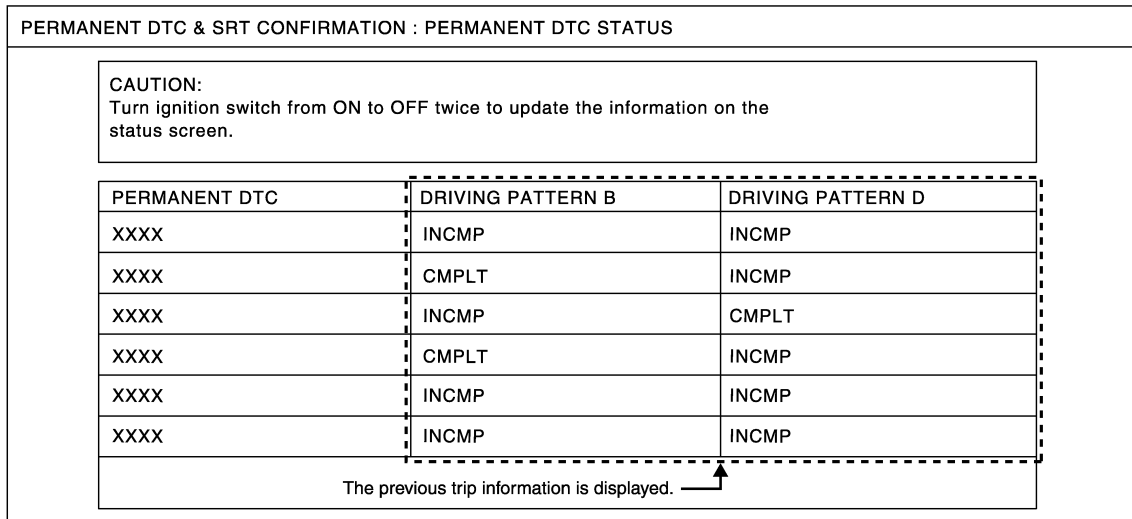 PERMANENT DTC & SRT CONFIRMATION : PERMANENT DTC STATUS
CAUTION:
Turn ignition switch from ON to OFF twice to update the information on the
status screen.
PERMANENT DTC DRIVING PATTERN B DRIVING PATTERN D
XXXX INCMP INCMP
XXXX CMPLT INCMP
XXXX INCMP CMPLT
XXXX CMPLT INCMP
XXXX INCMP INCMP
XXXX INCMP INCMP
The previous trip information is displayed.